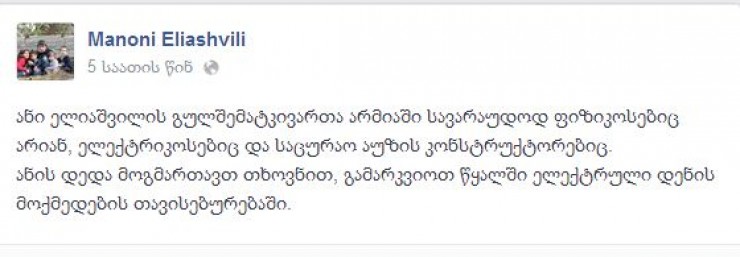 Manoni Eliashvili
5 საათის წინ
ანი ელიაშვილის გულშემატკივართა არმიაში სავარაუდოდ ფიზიკოსებიც
არიან, ელექტრიკოსებიც და საცურაო აუზის კონსტრუქტორებიც.
ანის დედა მოგმართავთ თხოვნით, გამარკვიოთ წყალში ელექტრული დენის
მოქმედების თავისებურებაში.